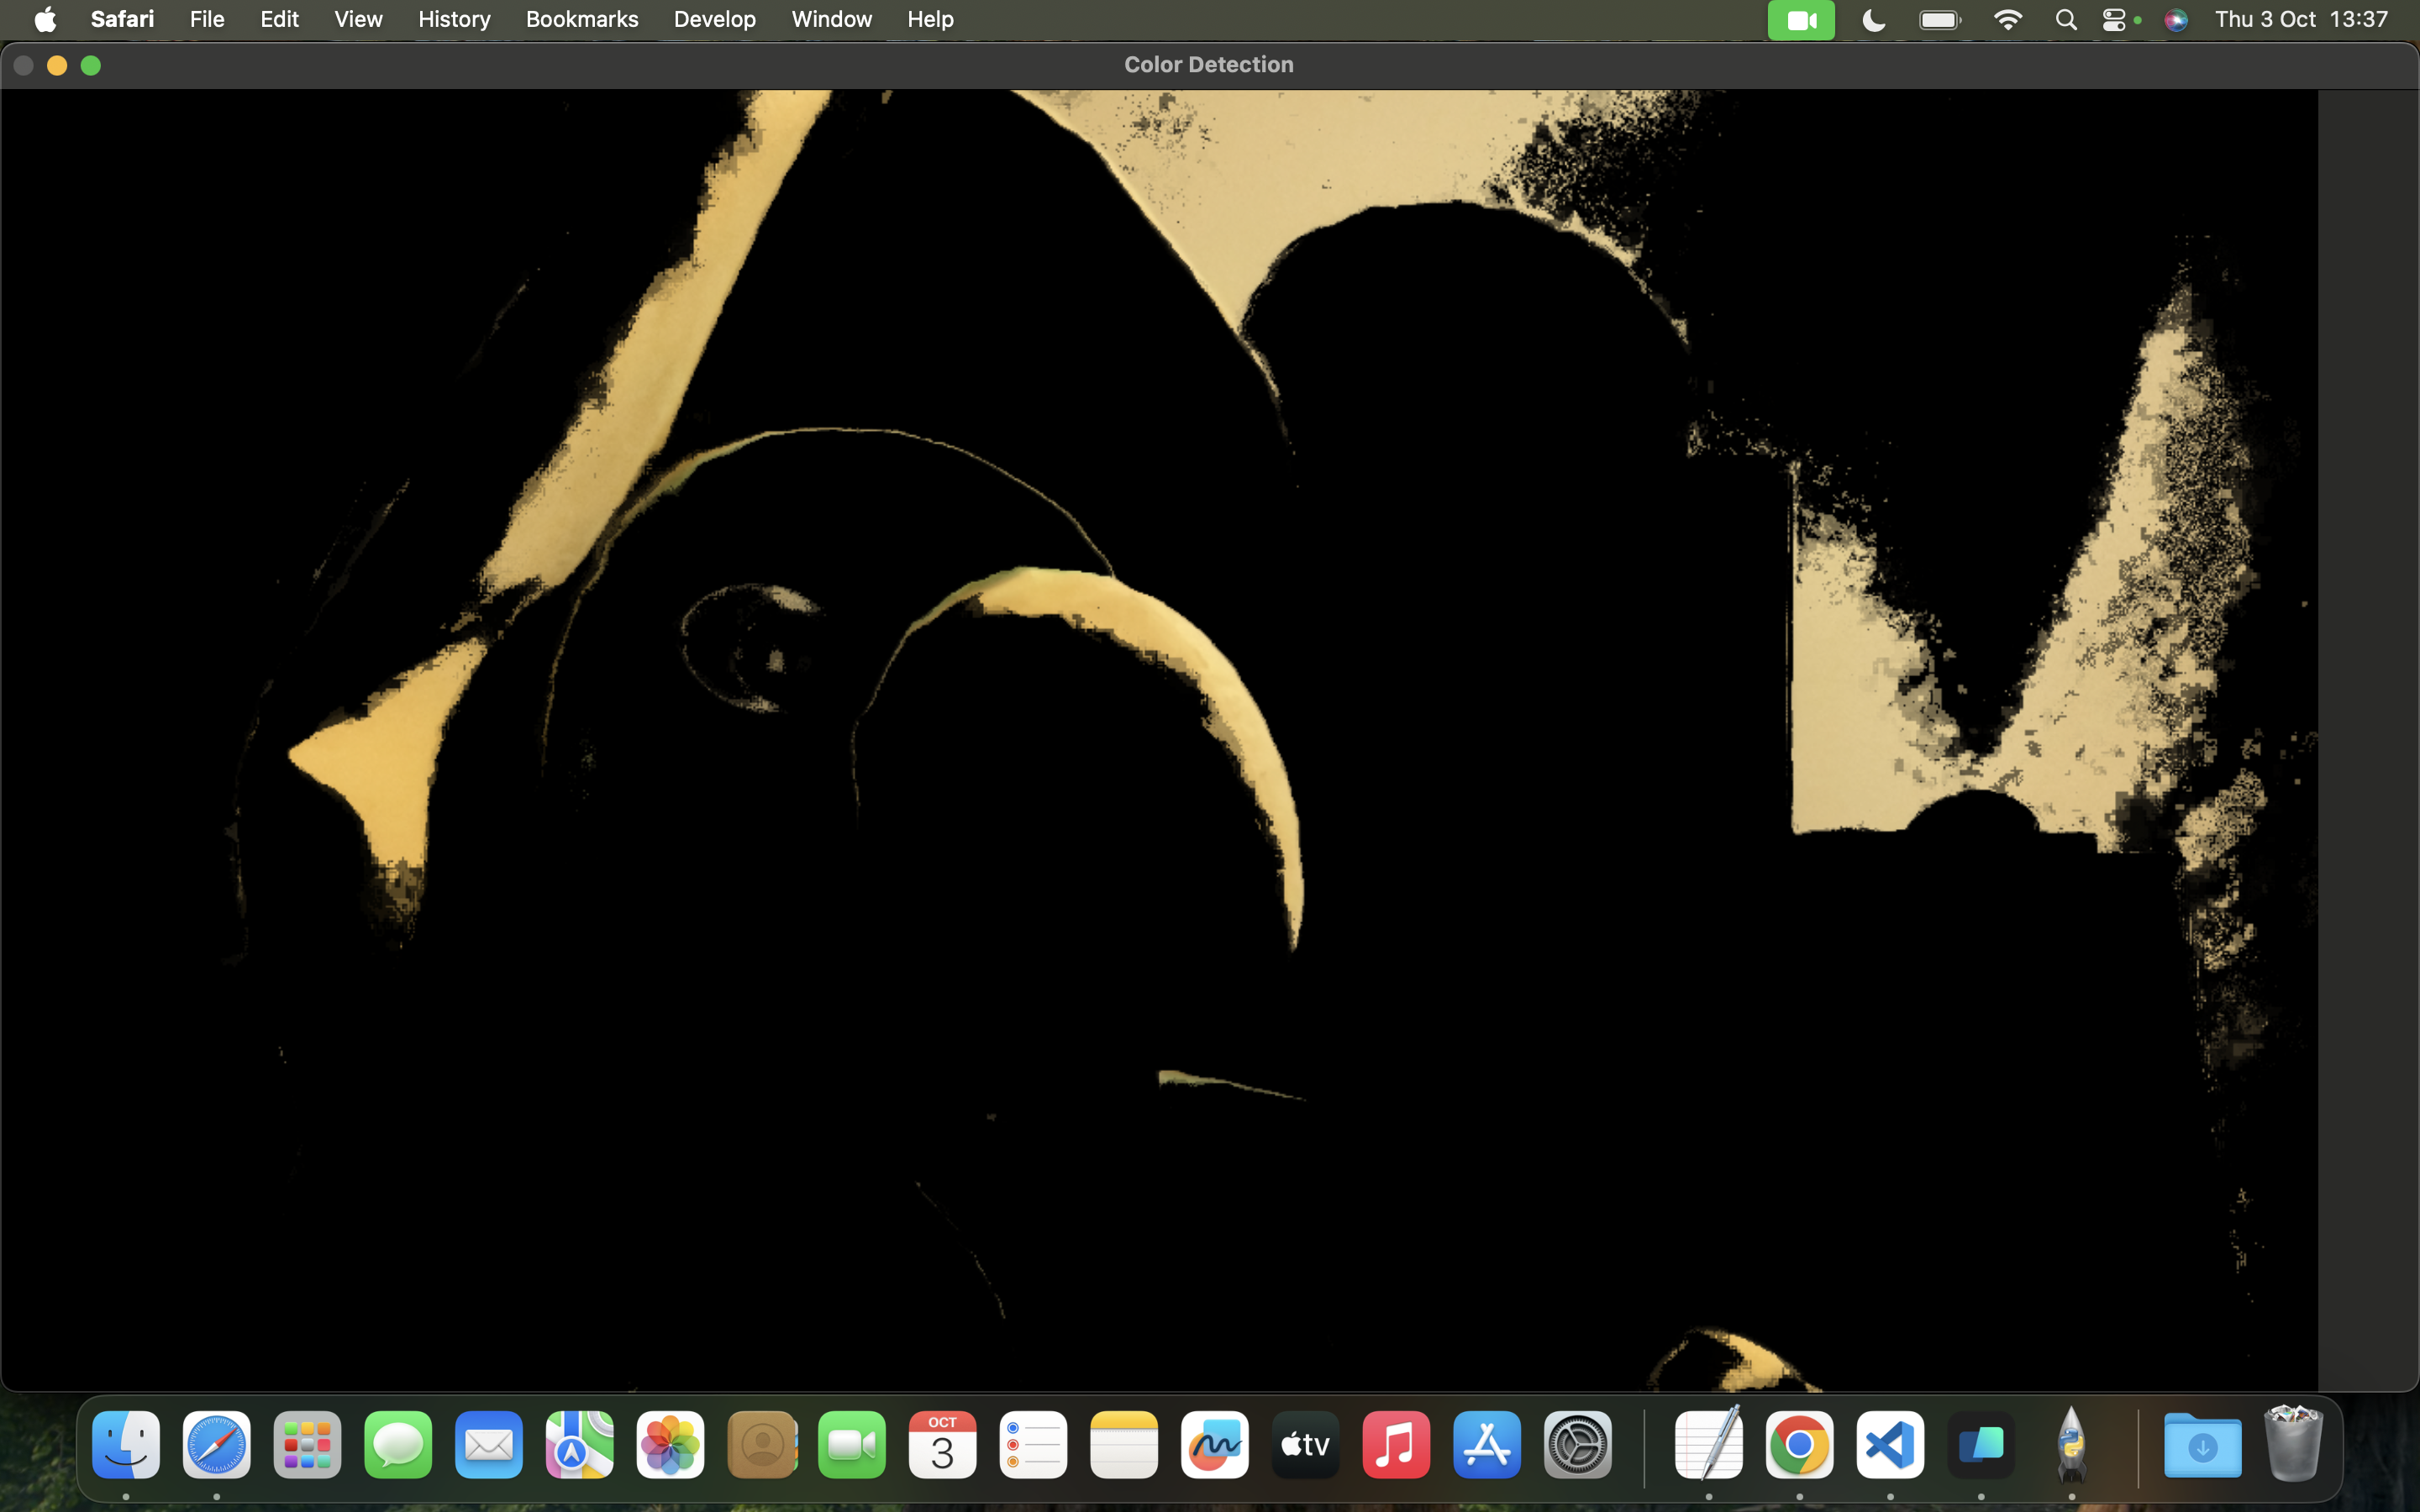 Safari File Edit View History Bookmarks Develop Window Help Thu 3 Oct 13:37
Color Detection
OCT
3
tv